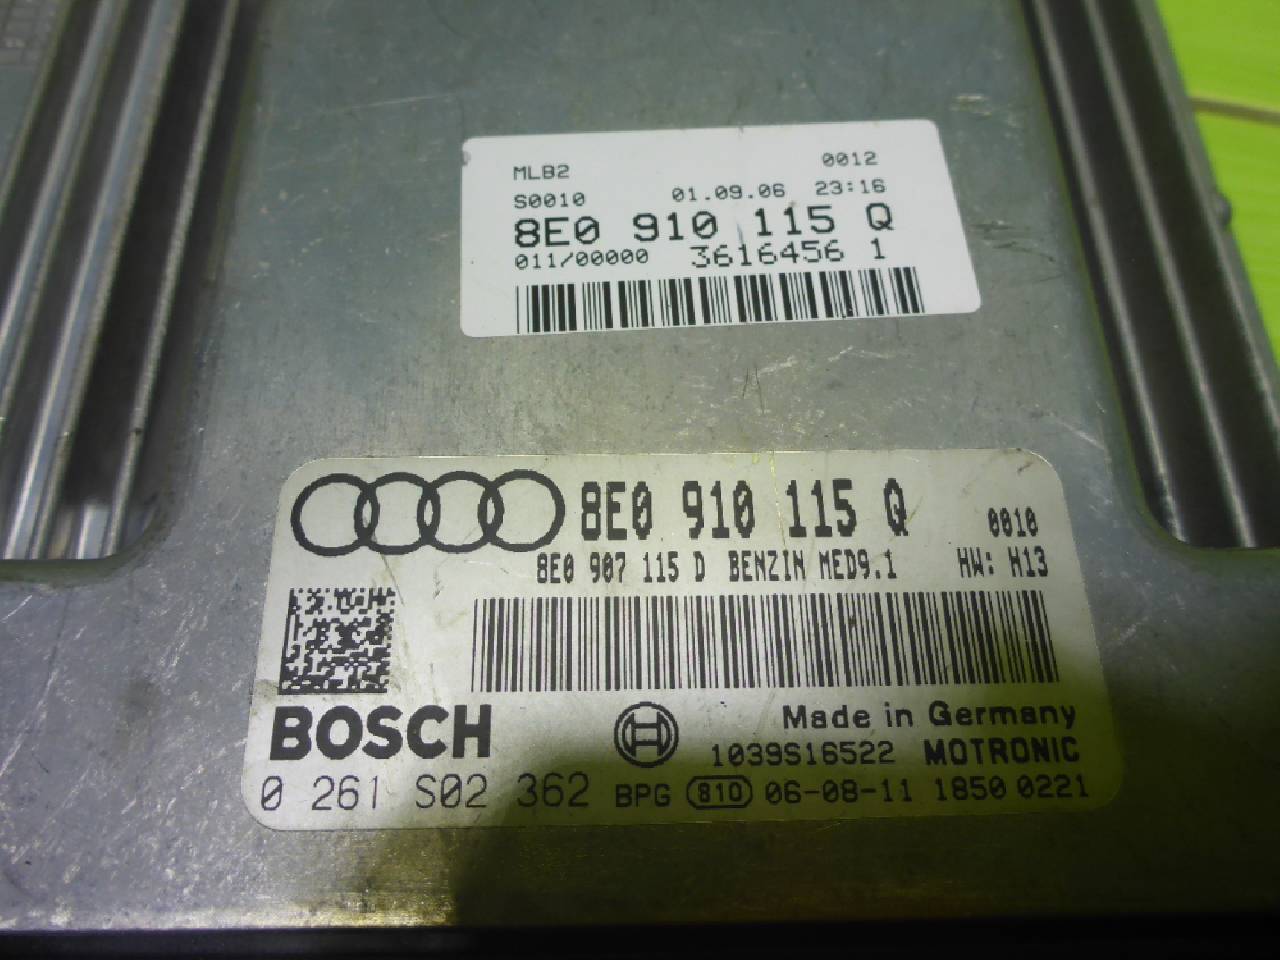 MLB2 0012
S0010 01.09.06 23:16
8E0 910 115 Q
011/00000 3616456 1
8E0 910 115 Q 0010
8E0 907 115 D BENZIN MED9.1 HW: H13
BOSCH Made in Germany
1039S16522 MOTRONIC
0 261 S02 362 BPG 810 06-08-11 1850 0221